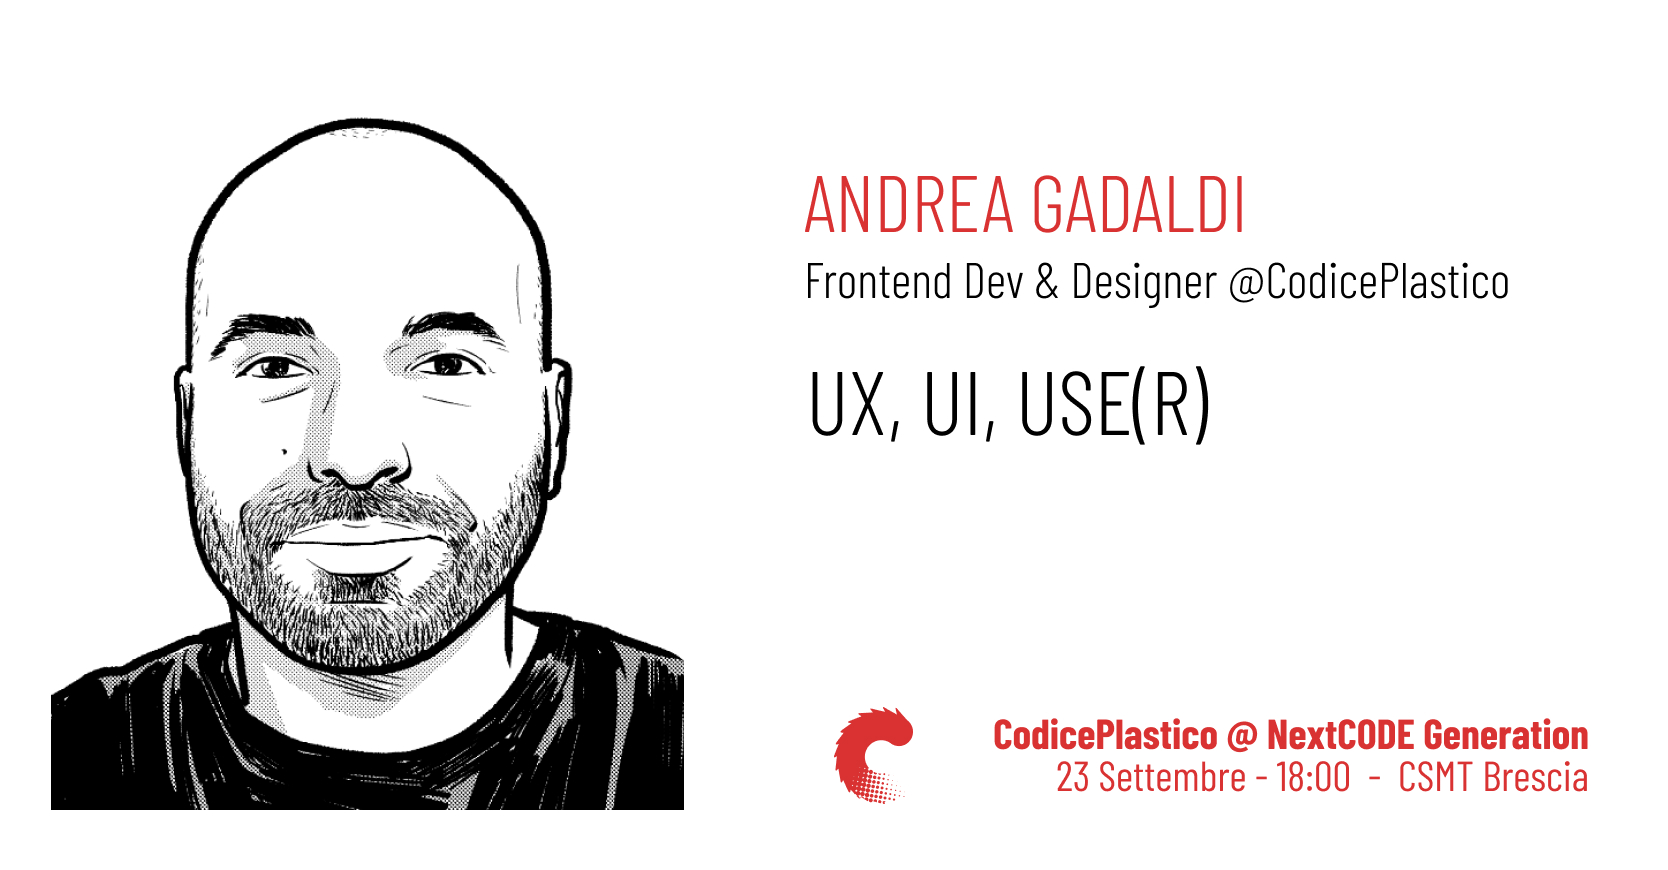 ANDREA GADALDI
Frontend Dev & Designer @CodicePlastico
UX, UI, USE(R)
CodicePlastico @ NextCODE Generation
23 Settembre - 18:00 - CSMT Brescia